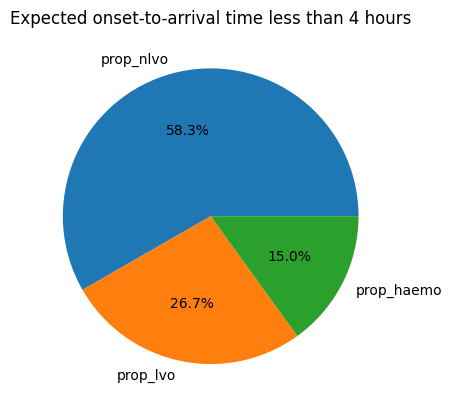 Expected onset-to-arrival time less than 4 hours
prop_nlvo
58.3%
15.0%
26.7%
prop_haemo
prop_lvo